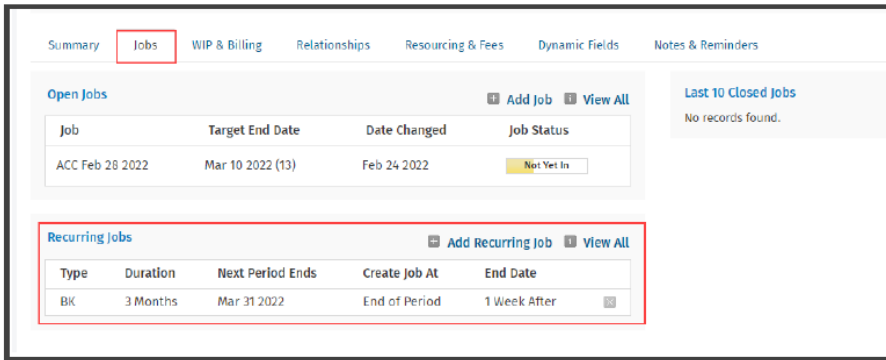 Summary Jobs WIP & Billing Relationships Resourcing & Fees Dynamic Fields Notes & Reminders
Open Jobs Add Job View All
Job Target End Date Date Changed Job Status
ACC Feb 28 2022 Mar 10 2022 (13) Feb 24 2022 Not Yet In
Last 10 Closed Jobs
No records found.
Recurring Jobs Add Recurring Job View All
Type Duration Next Period Ends Create Job At End Date
BK 3 Months Mar 31 2022 End of Period 1 Week After